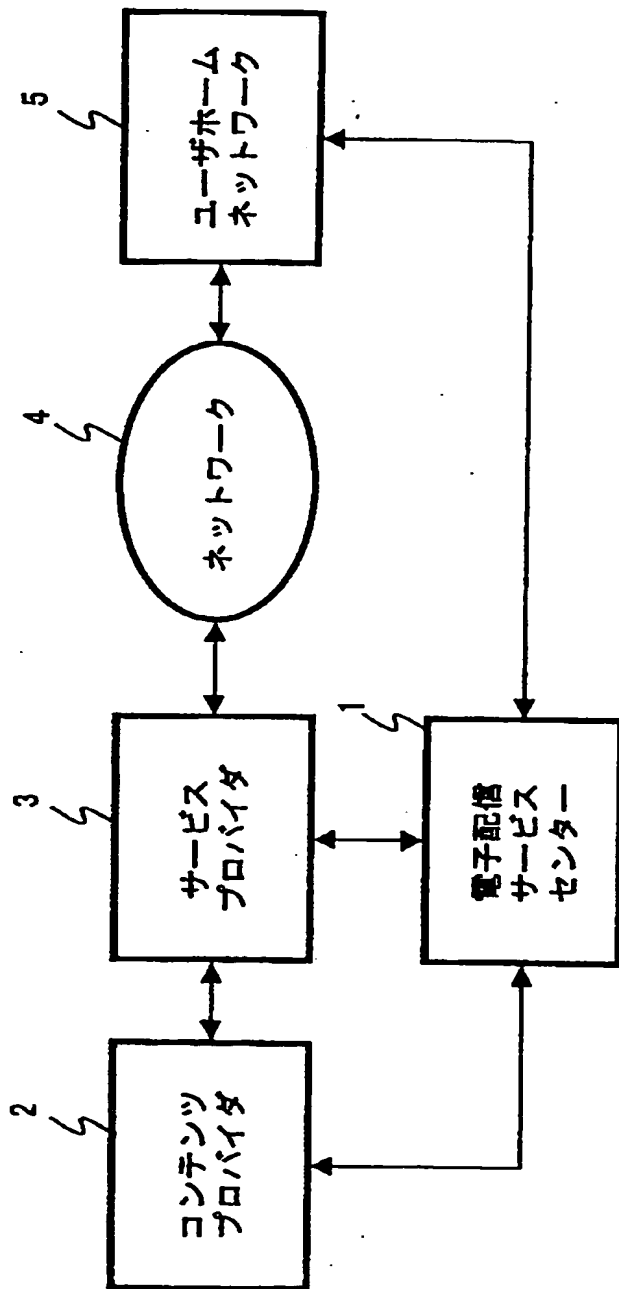 2
コンテンツ
プロバイダ
3
サービス
プロバイダ
4
ネットワーク
5
ユーザホーム
ネットワーク
1
電子配信
サービス
センター